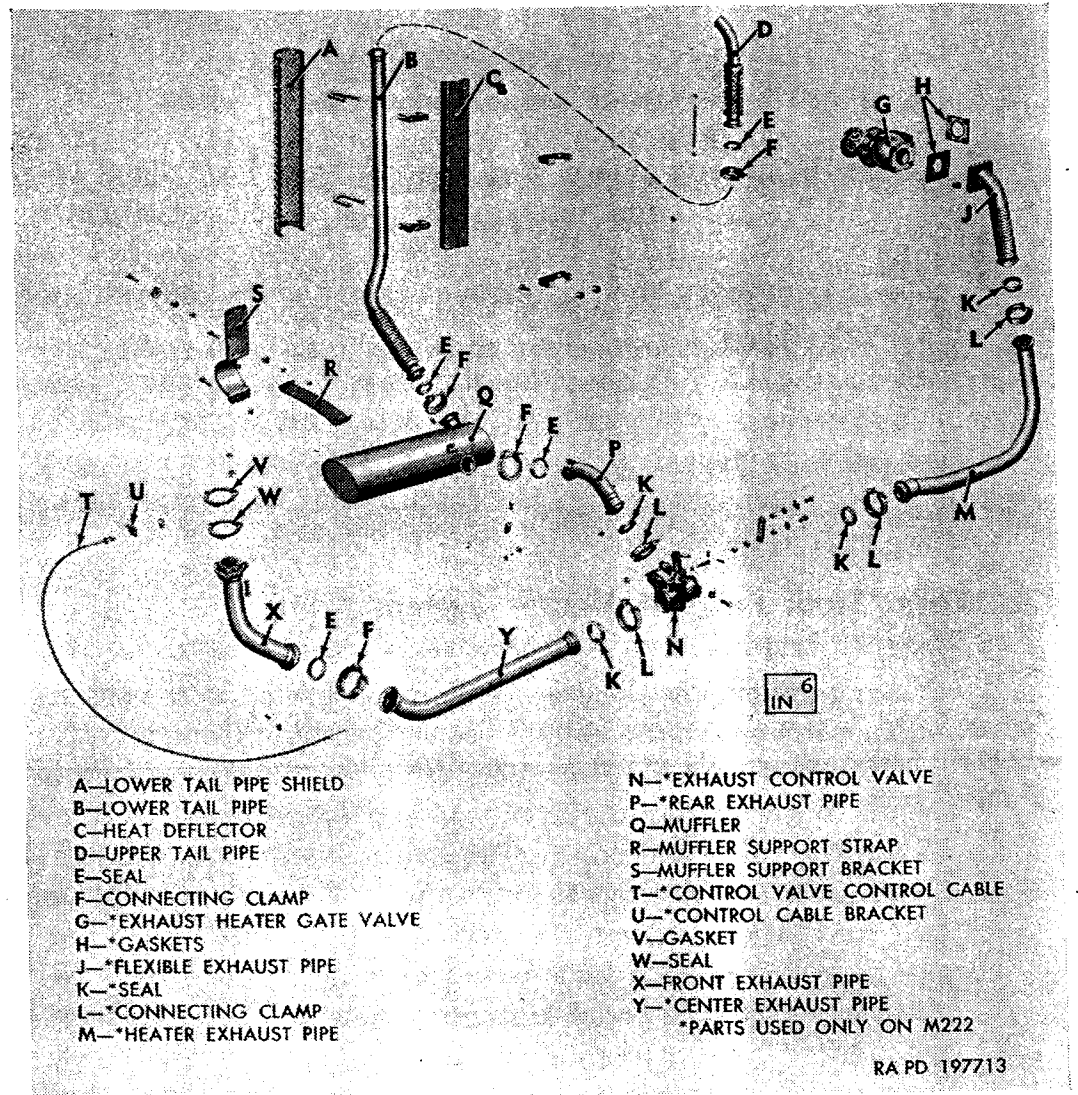 A
B
C
D
E
F
G
H
J
K
L
M
S
R
E
F
Q
F
E
P
K
L
V
W
T
U
K
L
X
E
F
Y
K
L
N
IN 6
A—LOWER TAIL PIPE SHIELD
B—LOWER TAIL PIPE
C—HEAT DEFLECTOR
D—UPPER TAIL PIPE
E—SEAL
F—CONNECTING CLAMP
G—*EXHAUST HEATER GATE VALVE
H—*GASKETS
J—*FLEXIBLE EXHAUST PIPE
K—*SEAL
L—*CONNECTING CLAMP
M—*HEATER EXHAUST PIPE
N—*EXHAUST CONTROL VALVE
P—*REAR EXHAUST PIPE
Q—MUFFLER
R—MUFFLER SUPPORT STRAP
S—MUFFLER SUPPORT BRACKET
T—*CONTROL VALVE CONTROL CABLE
U—*CONTROL CABLE BRACKET
V—GASKET
W—SEAL
X—FRONT EXHAUST PIPE
Y—*CENTER EXHAUST PIPE
*PARTS USED ONLY ON M222
RA PD 197713